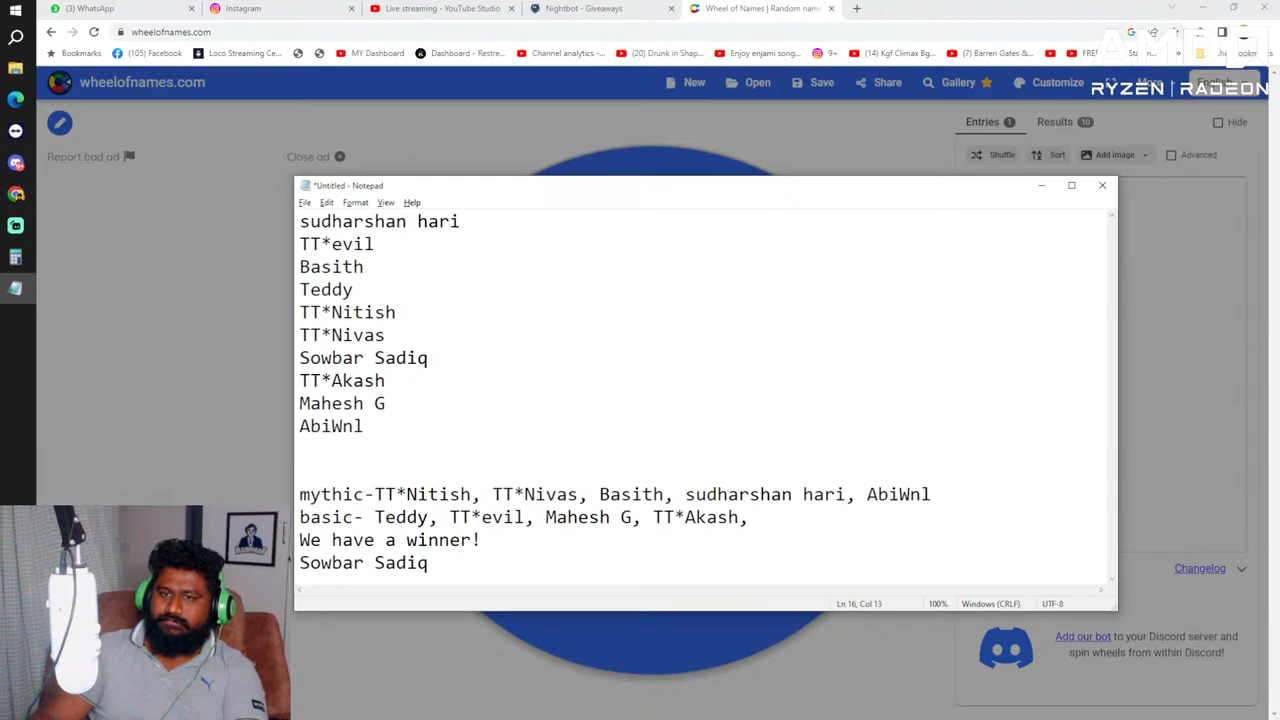 (3) WhatsApp
Instagram
Live streaming - YouTube Studio
Nightbot - Giveaways
Wheel of Names | Random name
wheelofnames.com
Bookmarks
(105) Facebook
Loco Streaming Cent...
MY Dashboard
Dashboard - Restre...
Channel analytics -...
(20) Drunk in Shap...
Enjoy enjami song...
9+
(14) Kgf Climax Bg...
(7) Barren Gates &...
wheelofnames.com
New
Open
Save
Share
Gallery
Customize
More
English
RYZEN | RADEON
Report bad ad
Close ad
Entries 1
Results 10
Hide
Shuffle
Sort
Add image
Advanced
*Untitled - Notepad
File Edit Format View Help
sudharshan hari
TT*evil
Basith
Teddy
TT*Nitish
TT*Nivas
Sowbar Sadiq
TT*Akash
Mahesh G
AbiWnl
mythic-TT*Nitish, TT*Nivas, Basith, sudharshan hari, AbiWnl
basic- Teddy, TT*evil, Mahesh G, TT*Akash,
We have a winner!
Sowbar Sadiq
Ln 16, Col 13
100%
Windows (CRLF)
UTF-8
Changelog
Add our bot to your Discord server and
spin wheels from within Discord!